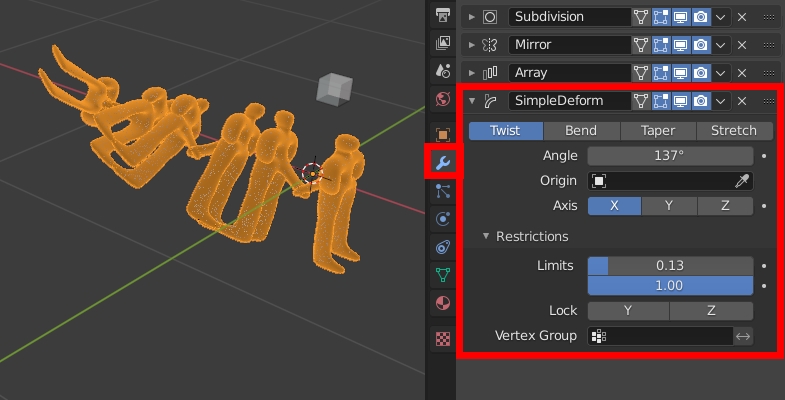 Subdivision
Mirror
Array
SimpleDeform
Twist Bend Taper Stretch
Angle 137°
Origin
Axis X Y Z
Restrictions
Limits 0.13
1.00
Lock Y Z
Vertex Group